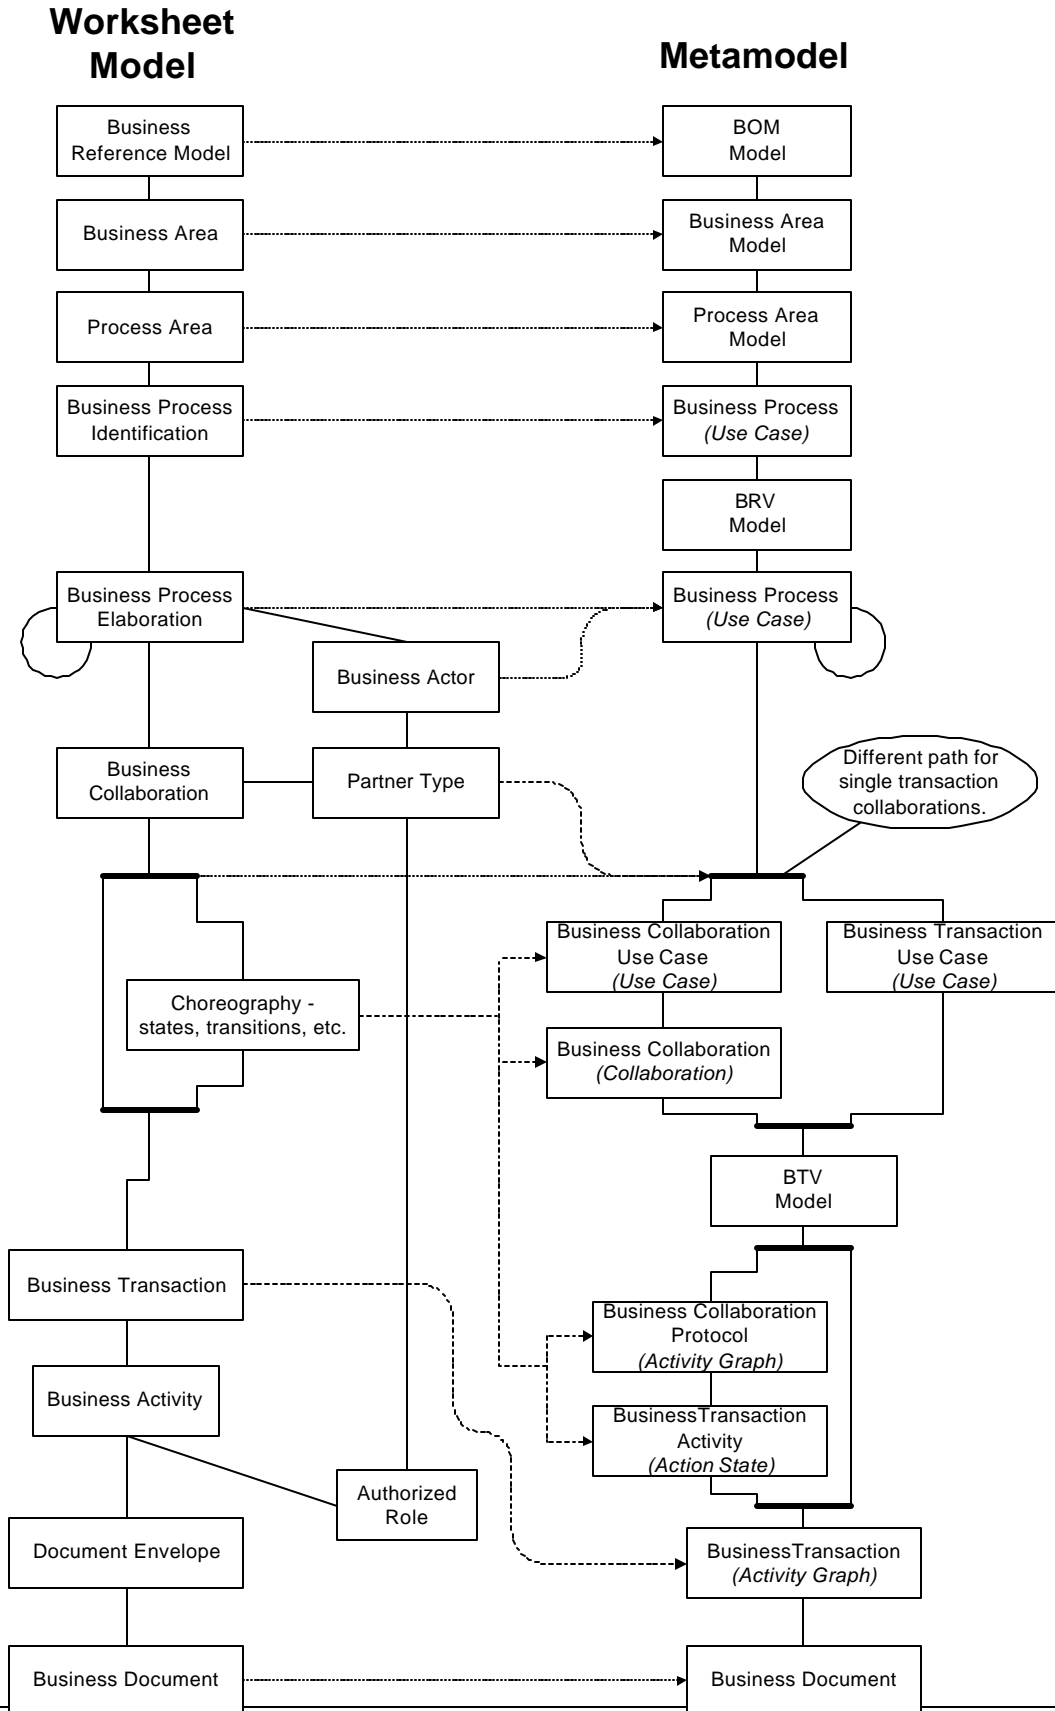 Worksheet
Model
Metamodel
Business
Reference Model
BOM
Model
Business Area
Business Area
Model
Process Area
Process Area
Model
Business Process
Identification
Business Process
(Use Case)
BRV
Model
Business Process
Elaboration
Business Process
(Use Case)
Business Actor
Business
Collaboration
Partner Type
Different path for
single transaction
collaborations.
Business Collaboration
Use Case
(Use Case)
Business Transaction
Use Case
(Use Case)
Choreography -
states, transitions, etc.
Business Collaboration
(Collaboration)
BTV
Model
Business Transaction
Business Collaboration
Protocol
(Activity Graph)
Business Activity
BusinessTransaction
Activity
(Action State)
Authorized
Role
Document Envelope
BusinessTransaction
(Activity Graph)
Business Document
Business Document